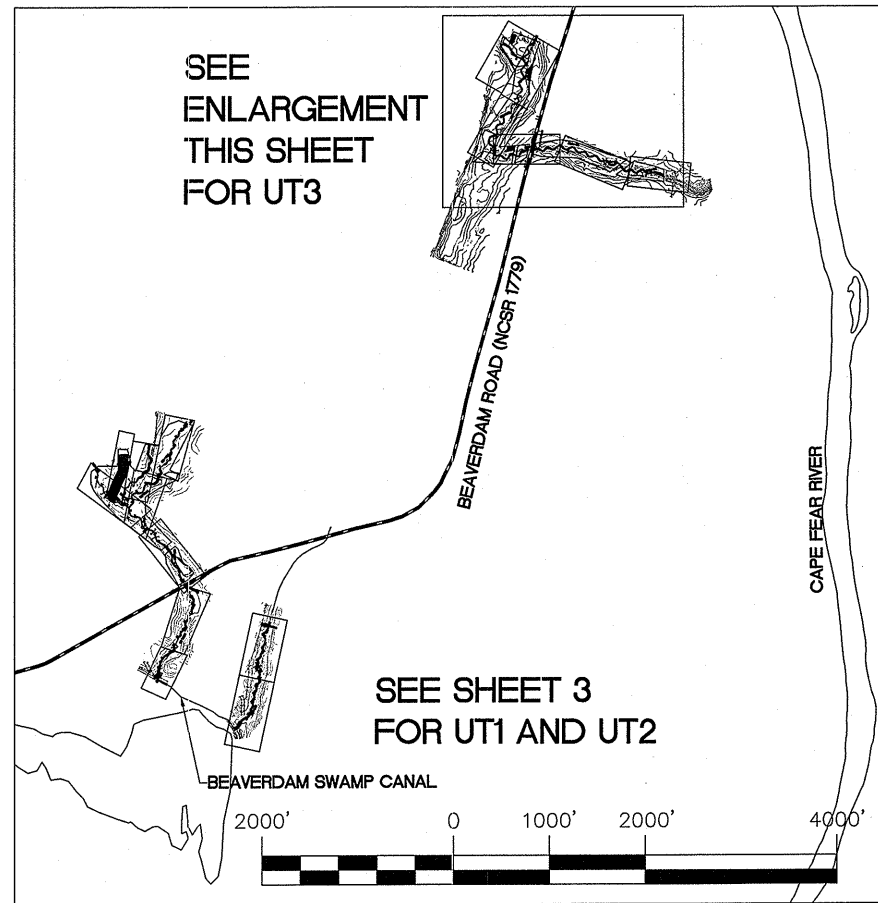 SEE
ENLARGEMENT
THIS SHEET
FOR UT3
BEAVERDAM ROAD (NCSR 1779)
CAPE FEAR RIVER
SEE SHEET 3
FOR UT1 AND UT2
BEAVERDAM SWAMP CANAL
2000' 0 1000' 2000' 4000'